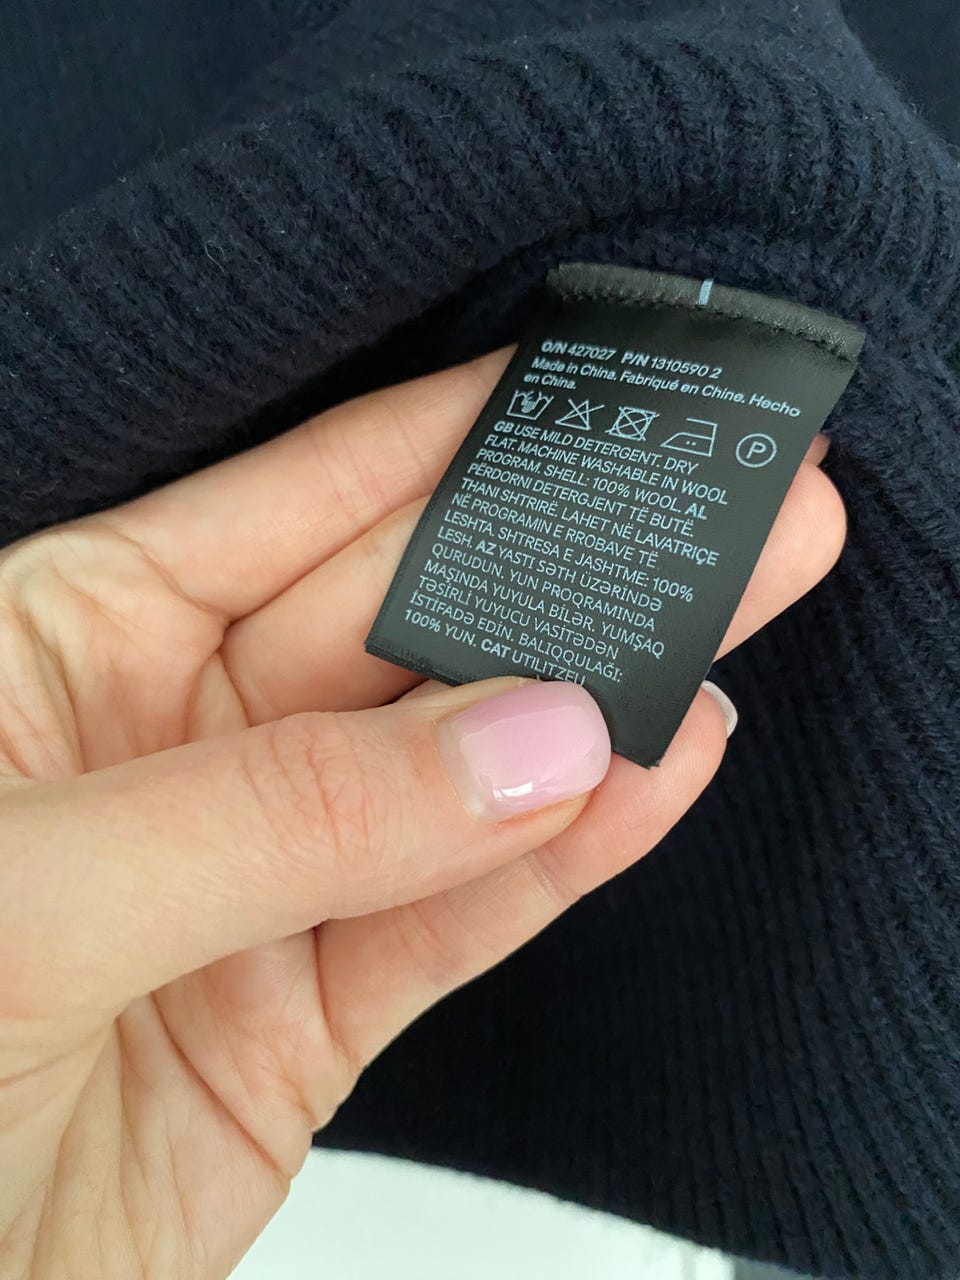 O/N 427027 P/N 1310590 2
Made in China. Fabriqué en Chine. Hecho
en China.
P
GB USE MILD DETERGENT. DRY
FLAT. MACHINE WASHABLE IN WOOL
PROGRAM. SHELL: 100% WOOL. AL
PËRDORNI DETERGJENT TË BUTË.
THANI SHTRIRË. LAHET NË LAVATRIÇE
NË PROGRAMIN E RROBAVE TË
LESHTA. SHTRESA E JASHTME: 100%
LESH. AZ YASTI SƏTH ÜZƏRİNDƏ
QURUDUN. YUN PROQRAMINDA
MAŞINDA YUYULA BİLƏR. YUMŞAQ
TƏSİRLİ YUYUCU VASİTƏDƏN
İSTİFADƏ EDİN. BALIQQULAĞI:
100% YUN. CAT UTILITZEU